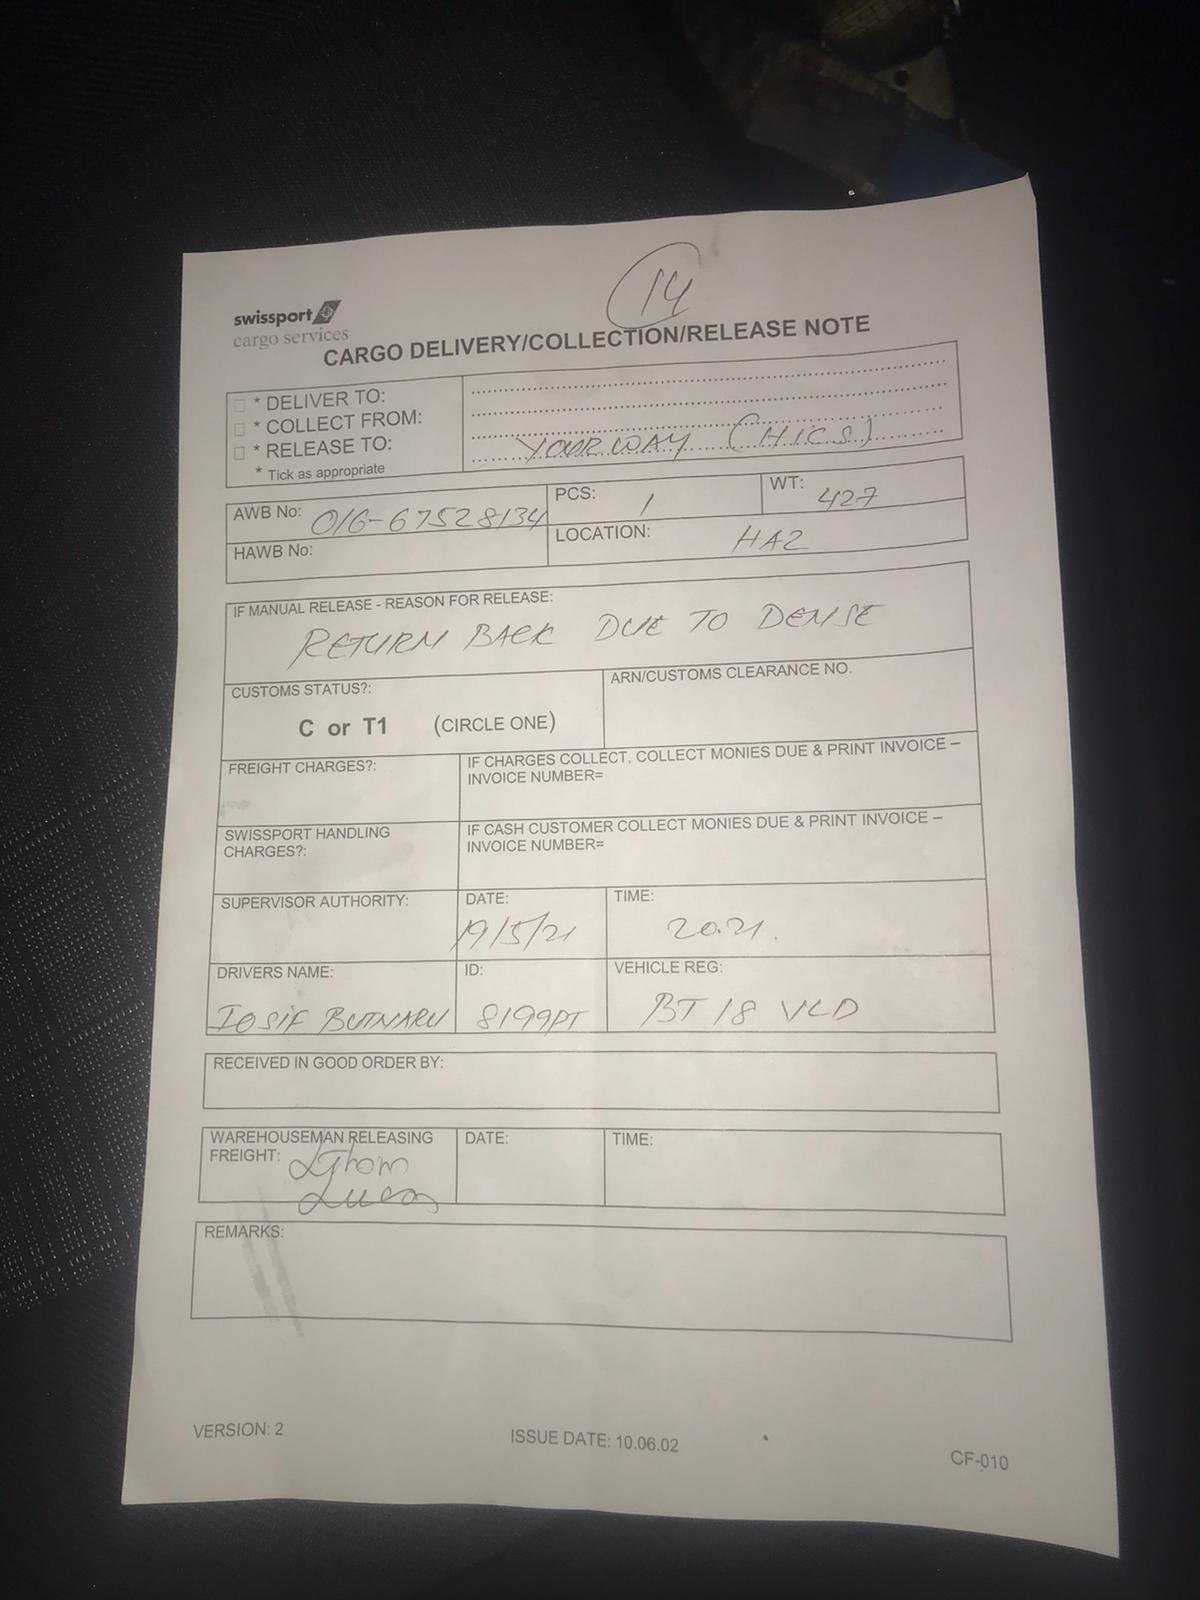 14
swissport
cargo services
CARGO DELIVERY/COLLECTION/RELEASE NOTE
* DELIVER TO:
* COLLECT FROM:
* RELEASE TO:
YOURWAY (HICS)
* Tick as appropriate
AWB No: 016-67528134
PCS: 1
WT: 427
HAWB No:
LOCATION: HA2
IF MANUAL RELEASE - REASON FOR RELEASE:
RETURN BACK DUE TO DENSE
CUSTOMS STATUS?:
ARN/CUSTOMS CLEARANCE NO.
C or T1 (CIRCLE ONE)
FREIGHT CHARGES?:
IF CHARGES COLLECT, COLLECT MONIES DUE & PRINT INVOICE –
INVOICE NUMBER=
SWISSPORT HANDLING
CHARGES?:
IF CASH CUSTOMER COLLECT MONIES DUE & PRINT INVOICE –
INVOICE NUMBER=
SUPERVISOR AUTHORITY:
DATE:
19/5/21
TIME:
20.21.
DRIVERS NAME:
IOSIF BUTNARU
ID:
8199PT
VEHICLE REG:
BT 18 VLD
RECEIVED IN GOOD ORDER BY:
WAREHOUSEMAN RELEASING
FREIGHT:
DATE:
TIME:
REMARKS:
VERSION: 2
ISSUE DATE: 10.06.02
CF-010